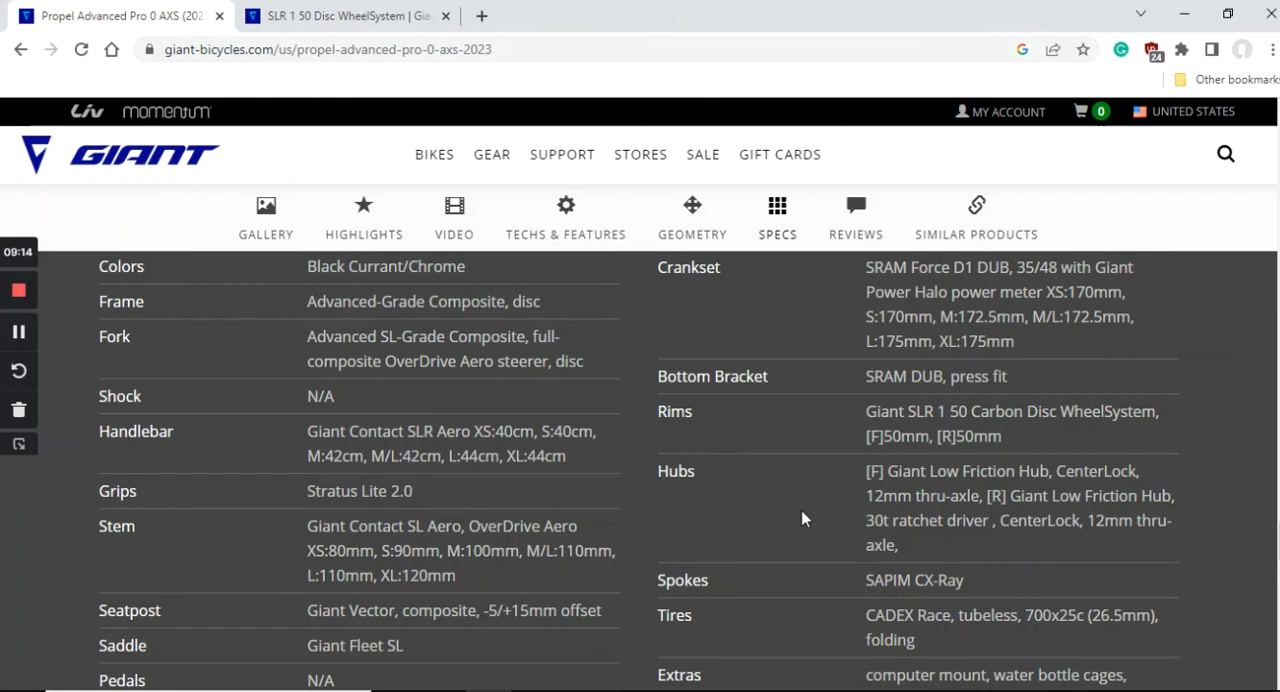 Propel Advanced Pro 0 AXS (202
SLR 1 50 Disc WheelSystem | Gia
giant-bicycles.com/us/propel-advanced-pro-0-axs-2023
24
Other bookmarks
Liv momentum
MY ACCOUNT 0 UNITED STATES
GIANT
BIKES GEAR SUPPORT STORES SALE GIFT CARDS
GALLERY HIGHLIGHTS VIDEO TECHS & FEATURES GEOMETRY SPECS REVIEWS SIMILAR PRODUCTS
09:14
Colors Black Currant/Chrome
Frame Advanced-Grade Composite, disc
Fork Advanced SL-Grade Composite, full-
composite OverDrive Aero steerer, disc
Shock N/A
Handlebar Giant Contact SLR Aero XS:40cm, S:40cm,
M:42cm, M/L:42cm, L:44cm, XL:44cm
Grips Stratus Lite 2.0
Stem Giant Contact SL Aero, OverDrive Aero
XS:80mm, S:90mm, M:100mm, M/L:110mm,
L:110mm, XL:120mm
Seatpost Giant Vector, composite, -5/+15mm offset
Saddle Giant Fleet SL
Pedals N/A
Crankset SRAM Force D1 DUB, 35/48 with Giant
Power Halo power meter XS:170mm,
S:170mm, M:172.5mm, M/L:172.5mm,
L:175mm, XL:175mm
Bottom Bracket SRAM DUB, press fit
Rims Giant SLR 1 50 Carbon Disc WheelSystem,
[F]50mm, [R]50mm
Hubs [F] Giant Low Friction Hub, CenterLock,
12mm thru-axle, [R] Giant Low Friction Hub,
30t ratchet driver , CenterLock, 12mm thru-
axle,
Spokes SAPIM CX-Ray
Tires CADEX Race, tubeless, 700x25c (26.5mm),
folding
Extras computer mount, water bottle cages,